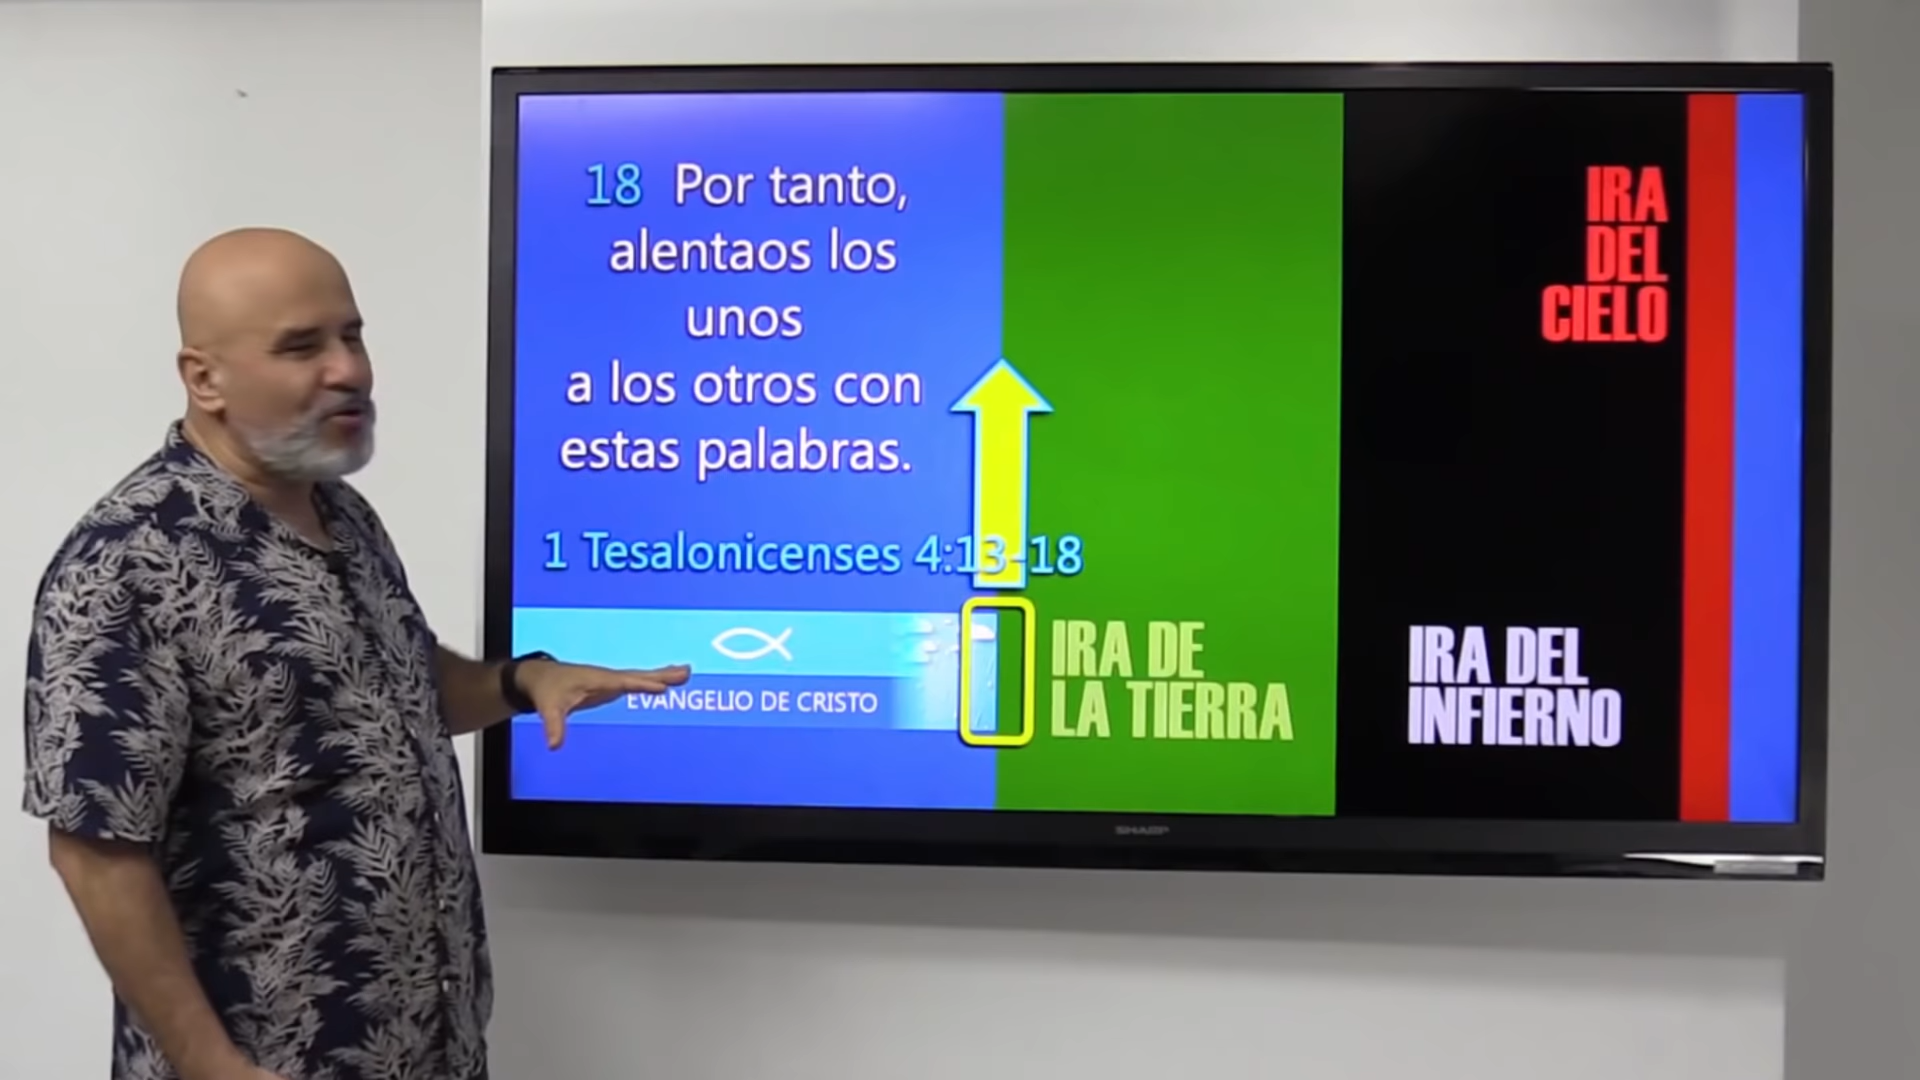 18 Por tanto,
alentaos los
unos
a los otros con
estas palabras.
1 Tesalonicenses 4:13-18
EVANGELIO DE CRISTO
IRA DE
LA TIERRA
IRA
DEL
CIELO
IRA DEL
INFIERNO
SHARP